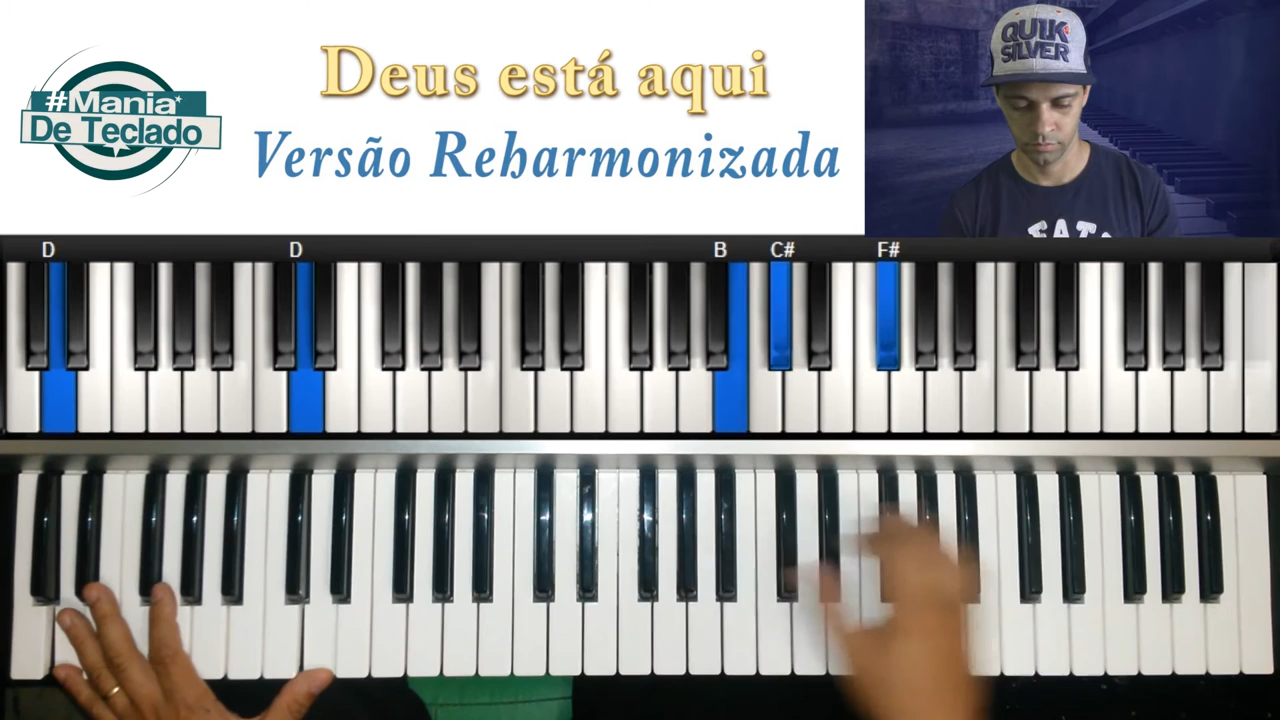 #Mania
De Teclado
Deus está aqui
Versão Reharmonizada
QUIK
SILVER
D
D
B
C#
F#